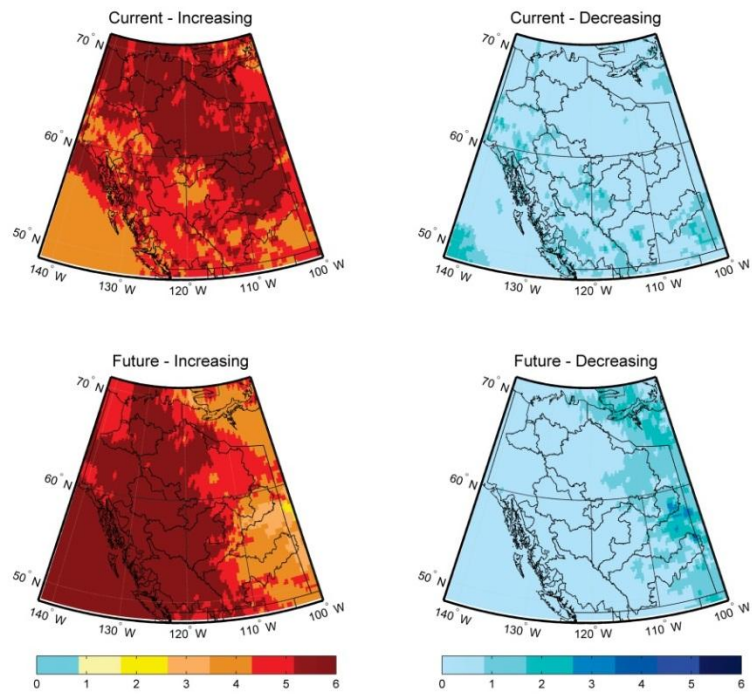 Current - Increasing
70° N
60° N
50° N
140° W
130° W
120° W
110° W
100° W
Current - Decreasing
70° N
60° N
50° N
140° W
130° W
120° W
110° W
100° W
Future - Increasing
70° N
60° N
50° N
140° W
130° W
120° W
110° W
100° W
Future - Decreasing
70° N
60° N
50° N
140° W
130° W
120° W
110° W
100° W
0 1 2 3 4 5 6
0 1 2 3 4 5 6